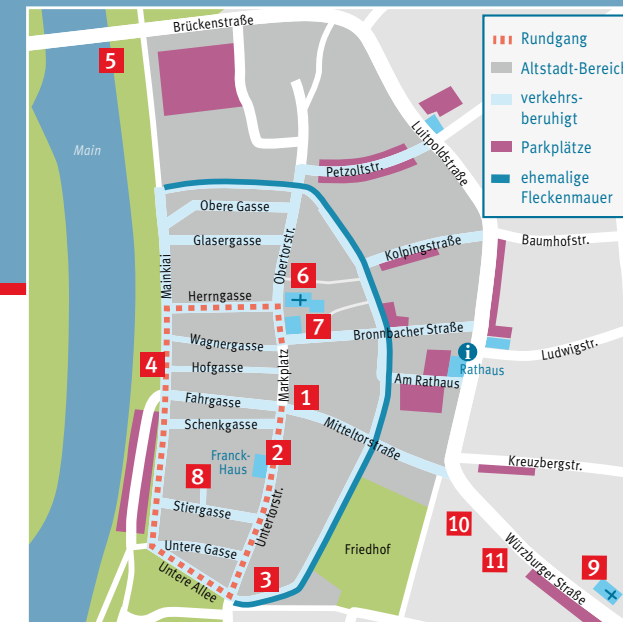 Brückenstraße
5
Main
Rundgang
Altstadt-Bereich
verkehrs-
beruhigt
Parkplätze
ehemalige
Fleckenmauer
Luitpoldstraße
Petzoltstr.
Obere Gasse
Glasergasse
Obertorstr.
Mainkai
Kolpingstraße
Baumhofstr.
6
Herrngasse
7
Bronnbacher Straße
Wagnergasse
Ludwigstr.
i
Rathaus
4
Hofgasse
Markplatz
Am Rathaus
1
Fahrgasse
Schenkgasse
Mitteltorstraße
2
Franck-
Haus
8
Kreuzbergstr.
Stiergasse
Untertorstr.
10
Untere Gasse
Friedhof
11
Würzburger Straße
9
3
Untere Allee